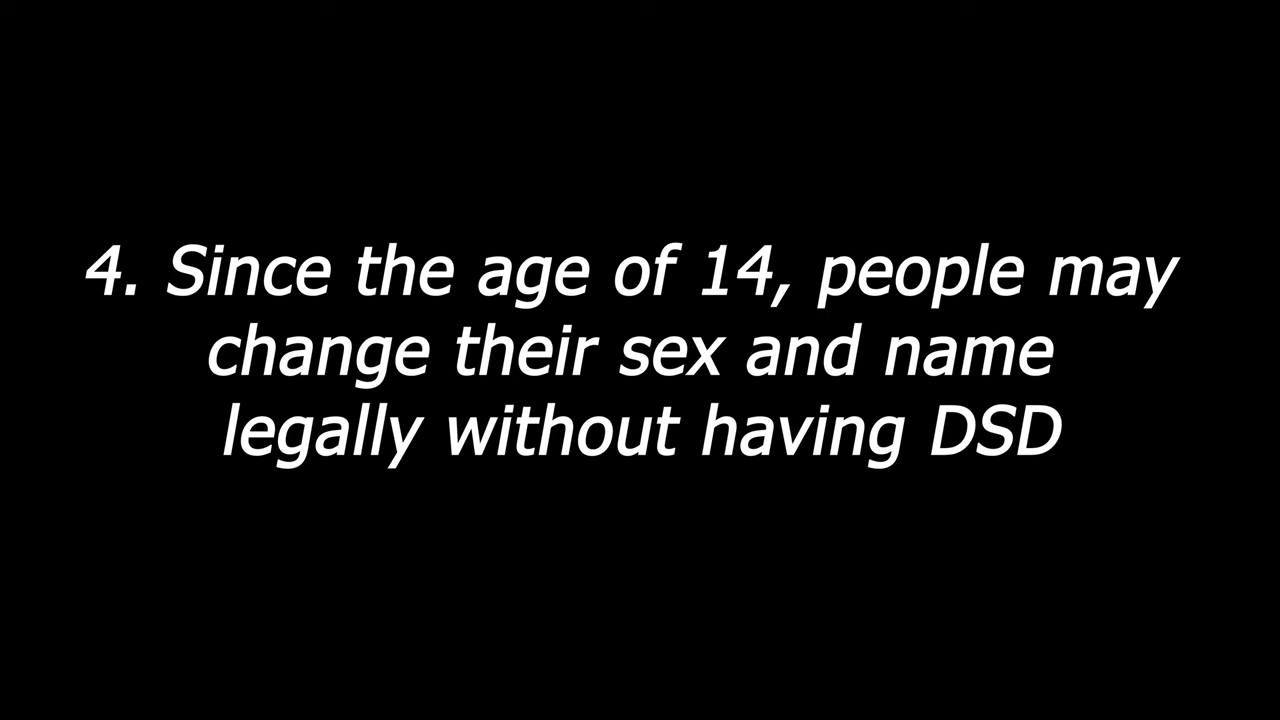 4. Since the age of 14, people may
change their sex and name
legally without having DSD